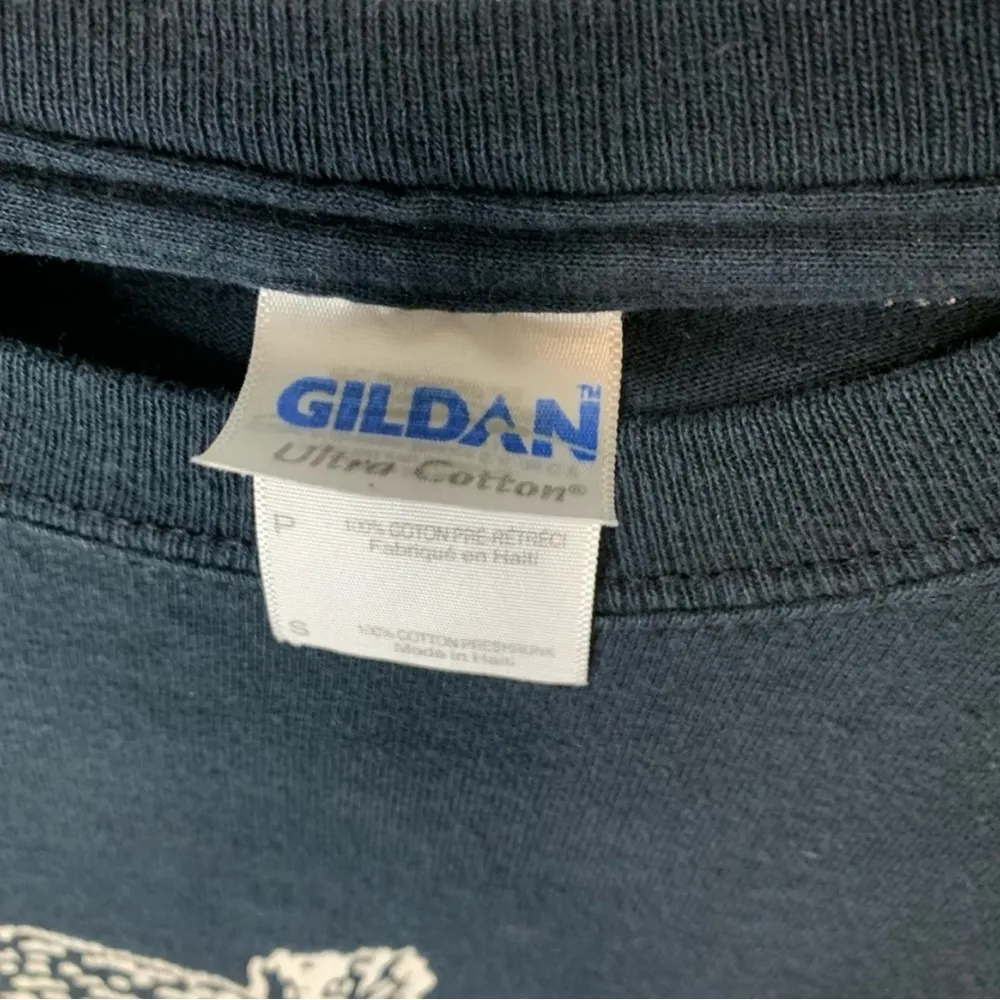 GILDAN™
Ultra Cotton®
P
100% COTON PRÉ-RÉTRÉCI
Fabriqué en Haïti
S
100% COTTON PRESHRUNK
Made in Haiti